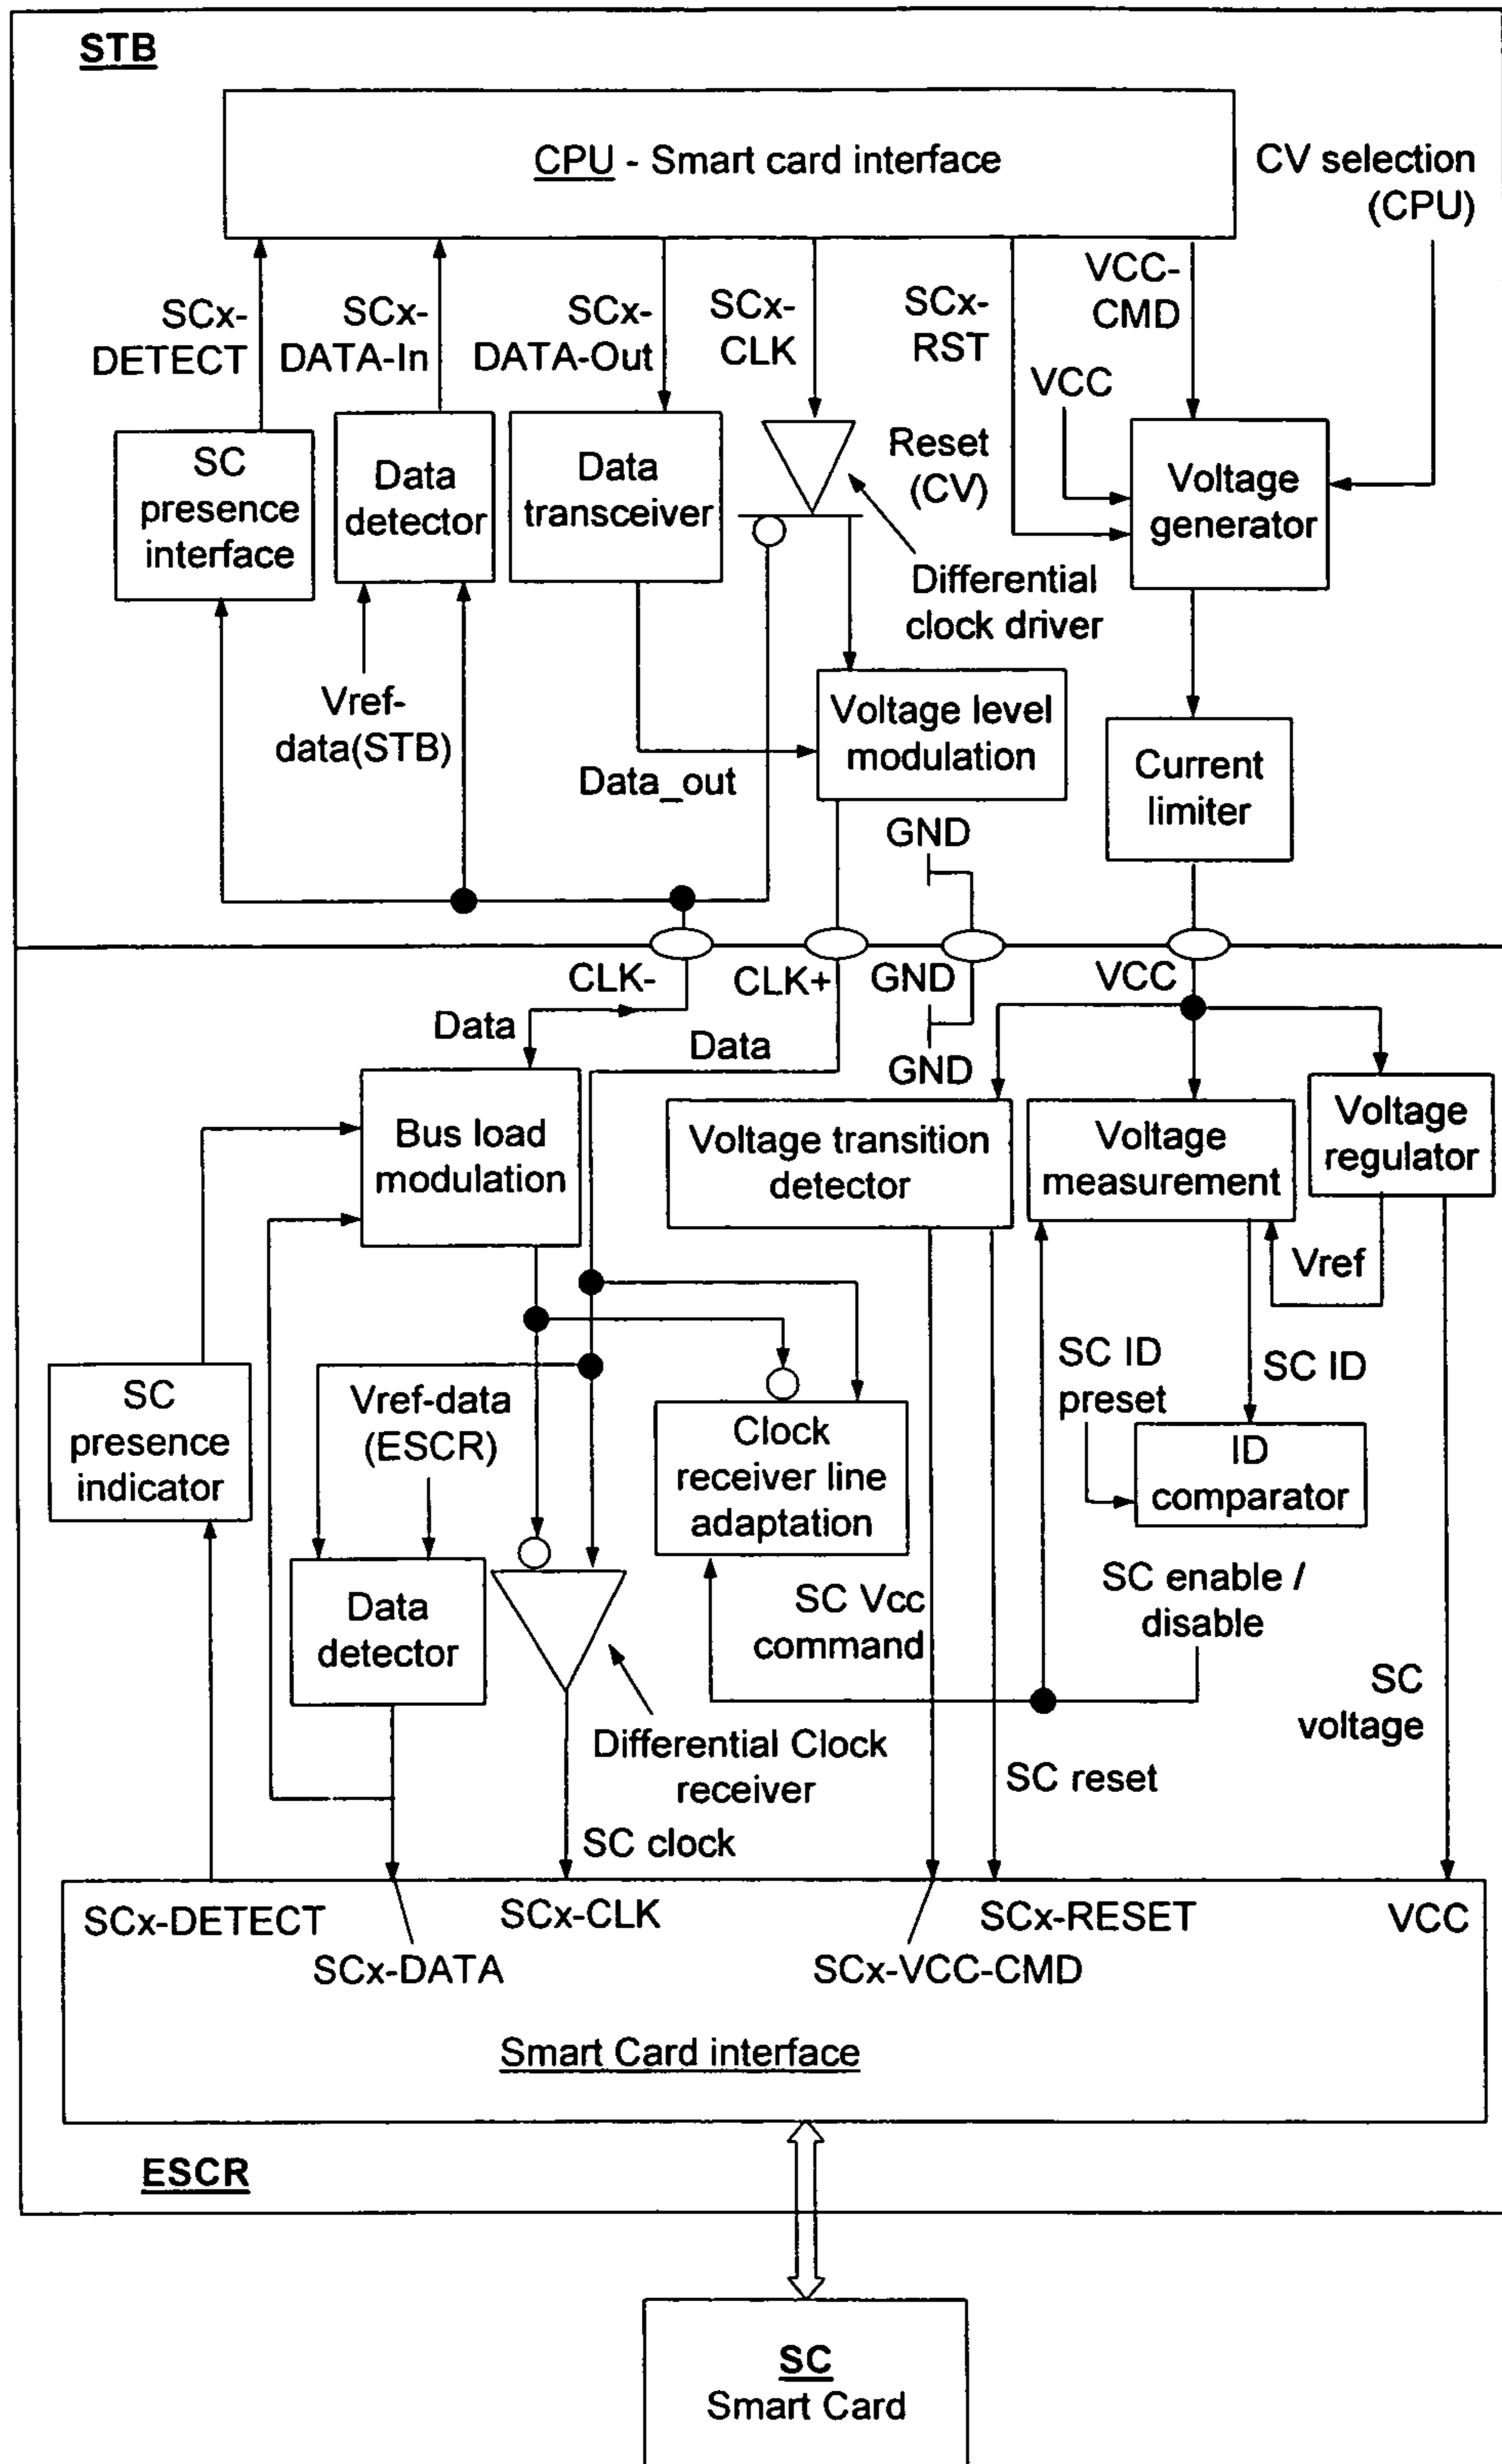 STB
CPU - Smart card interface
CV selection
(CPU)
SCx-
DETECT
SCx-
DATA-In
SCx-
DATA-Out
SCx-
CLK
SCx-
RST
VCC-
CMD
VCC
SC
presence
interface
Data
detector
Data
transceiver
Reset
(CV)
Voltage
generator
Differential
clock driver
Vref-
data(STB)
Data_out
Voltage level
modulation
Current
limiter
GND
CLK-
CLK+
GND
VCC
Data
Data
GND
Bus load
modulation
Voltage transition
detector
Voltage
measurement
Voltage
regulator
Vref
SC ID
preset
SC ID
SC
presence
indicator
Vref-data
(ESCR)
Clock
receiver line
adaptation
ID
comparator
Data
detector
SC Vcc
command
SC enable /
disable
SC
voltage
Differential Clock
receiver
SC reset
SC clock
SCx-DETECT
SCx-DATA
SCx-CLK
SCx-VCC-CMD
SCx-RESET
VCC
Smart Card interface
ESCR
SC
Smart Card